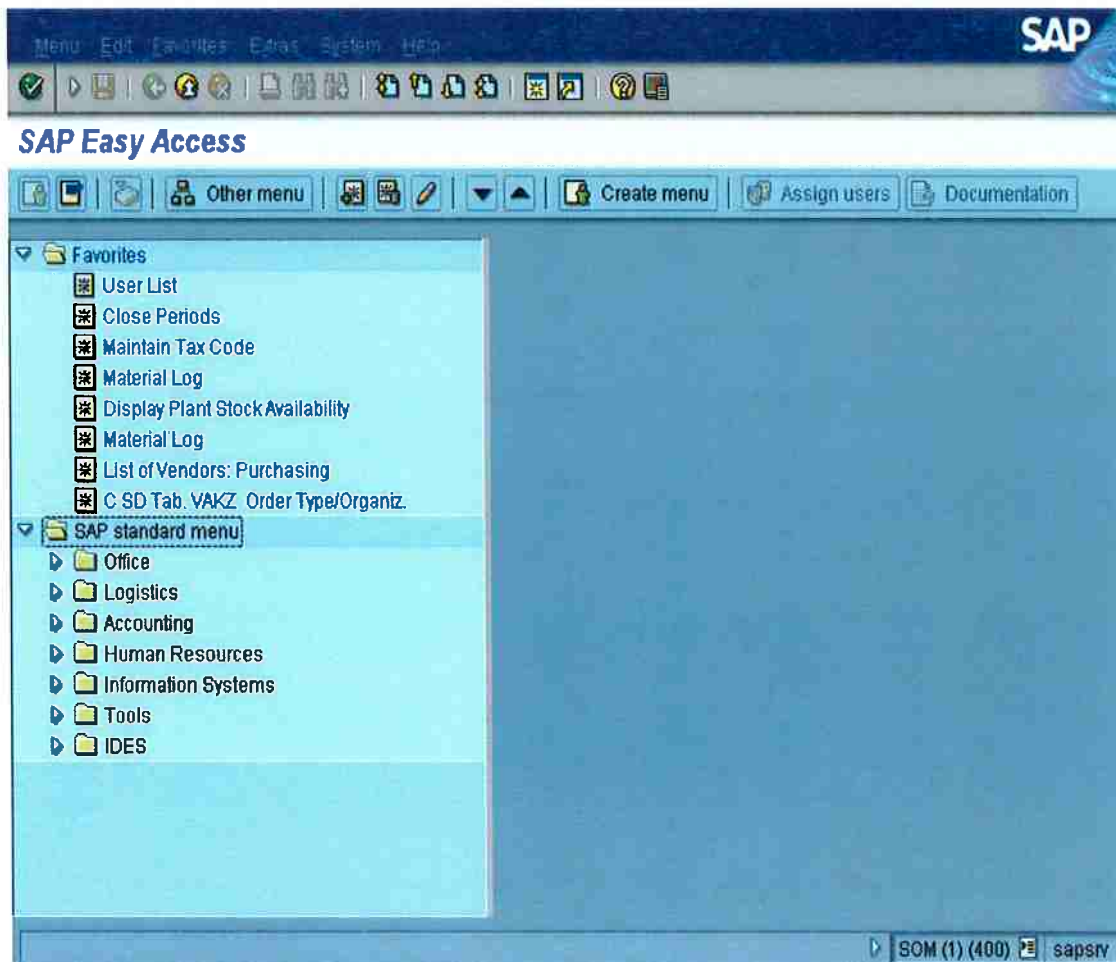 Menu Edit Favorites Extras System Help
SAP
SAP Easy Access
Other menu Create menu Assign users Documentation
Favorites
User List
Close Periods
Maintain Tax Code
Material Log
Display Plant Stock Availability
Material Log
List of Vendors: Purchasing
C SD Tab. VAKZ Order Type/Organiz.
SAP standard menu
Office
Logistics
Accounting
Human Resources
Information Systems
Tools
IDES
SOM (1) (400) sapsrv